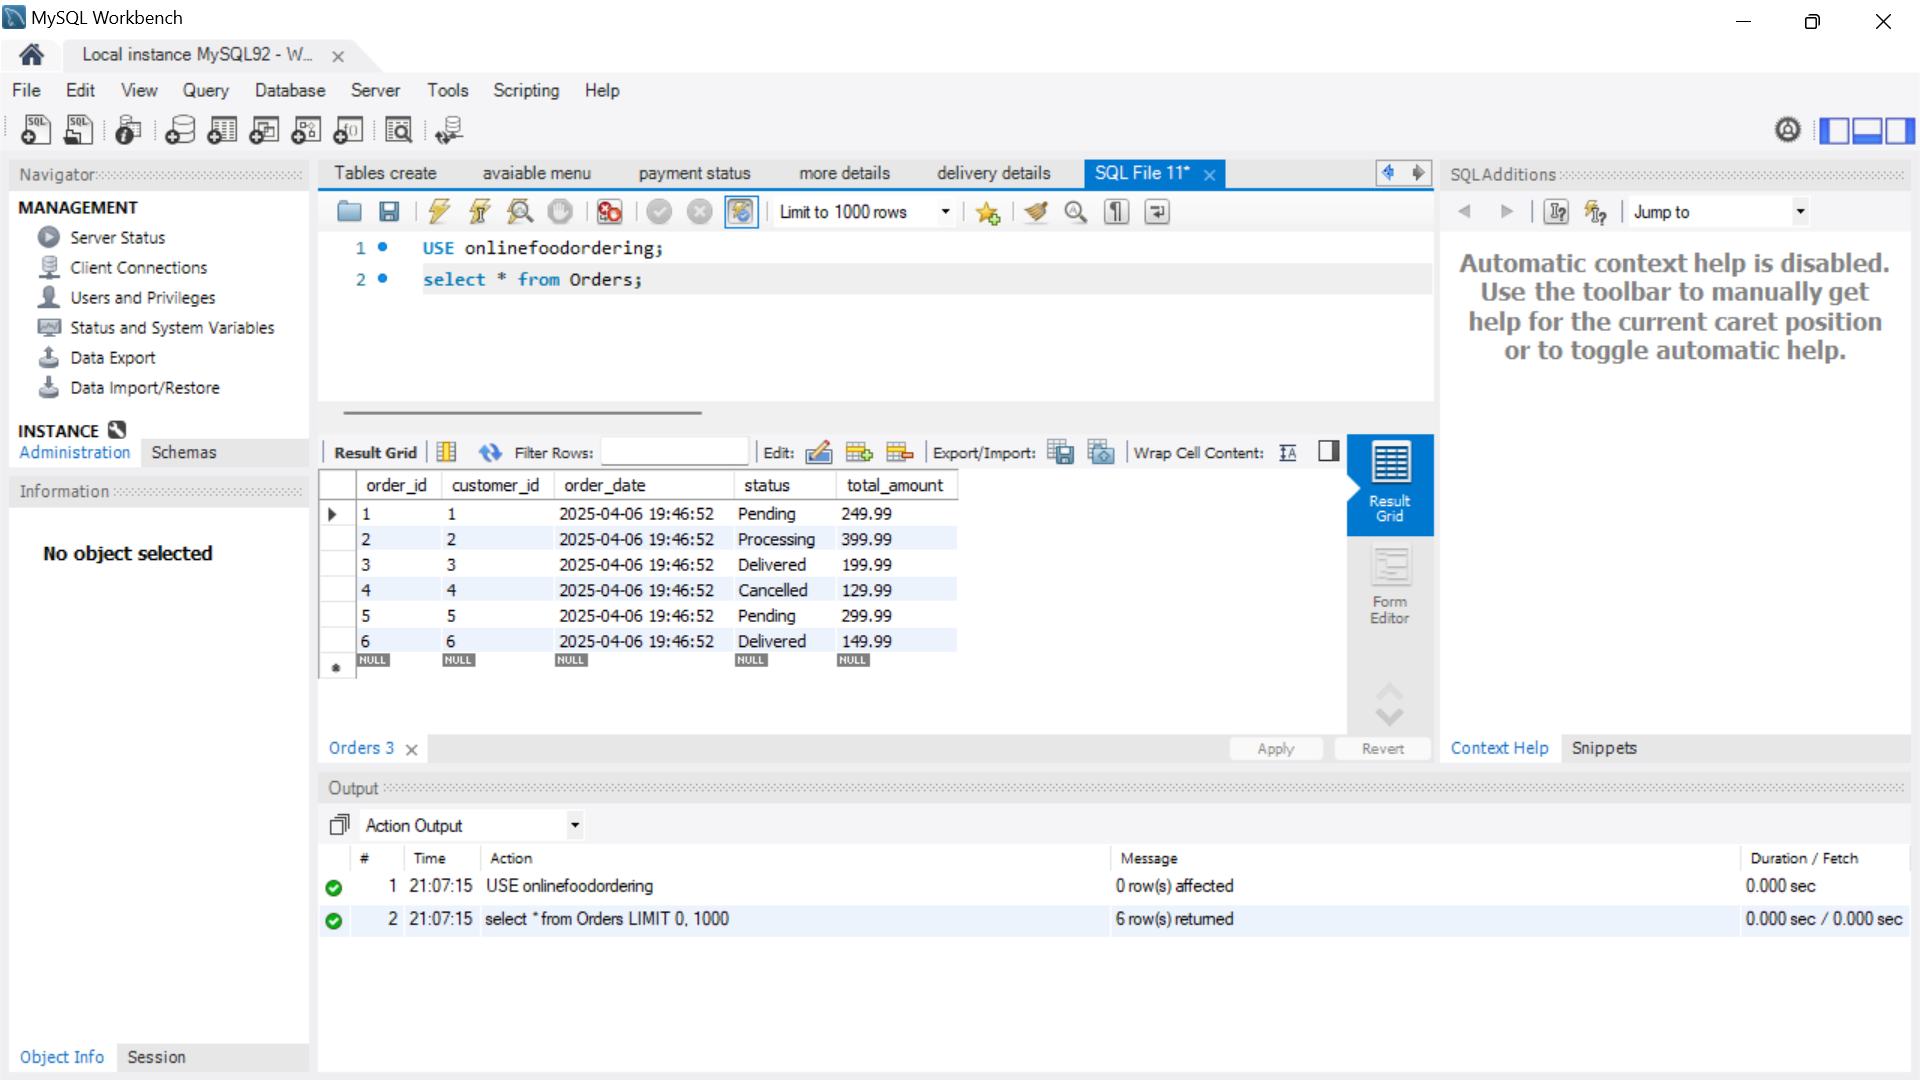 MySQL Workbench
Local instance MySQL92 - W...
File Edit View Query Database Server Tools Scripting Help
Navigator
MANAGEMENT
Server Status
Client Connections
Users and Privileges
Status and System Variables
Data Export
Data Import/Restore
INSTANCE
Administration Schemas
Information
No object selected
Object Info Session
Tables create avaiable menu payment status more details delivery details SQL File 11*
Limit to 1000 rows
1 USE onlinefoodordering;
2 select * from Orders;
Result Grid Filter Rows: Edit: Export/Import: Wrap Cell Content:
order_id customer_id order_date status total_amount
1 1 2025-04-06 19:46:52 Pending 249.99
2 2 2025-04-06 19:46:52 Processing 399.99
3 3 2025-04-06 19:46:52 Delivered 199.99
4 4 2025-04-06 19:46:52 Cancelled 129.99
5 5 2025-04-06 19:46:52 Pending 299.99
6 6 2025-04-06 19:46:52 Delivered 149.99
NULL NULL NULL NULL NULL
Result
Grid
Form
Editor
Orders 3 Apply Revert
SQLAdditions
Jump to
Automatic context help is disabled.
Use the toolbar to manually get
help for the current caret position
or to toggle automatic help.
Context Help Snippets
Output
Action Output
# Time Action Message Duration / Fetch
1 21:07:15 USE onlinefoodordering 0 row(s) affected 0.000 sec
2 21:07:15 select * from Orders LIMIT 0, 1000 6 row(s) returned 0.000 sec / 0.000 sec